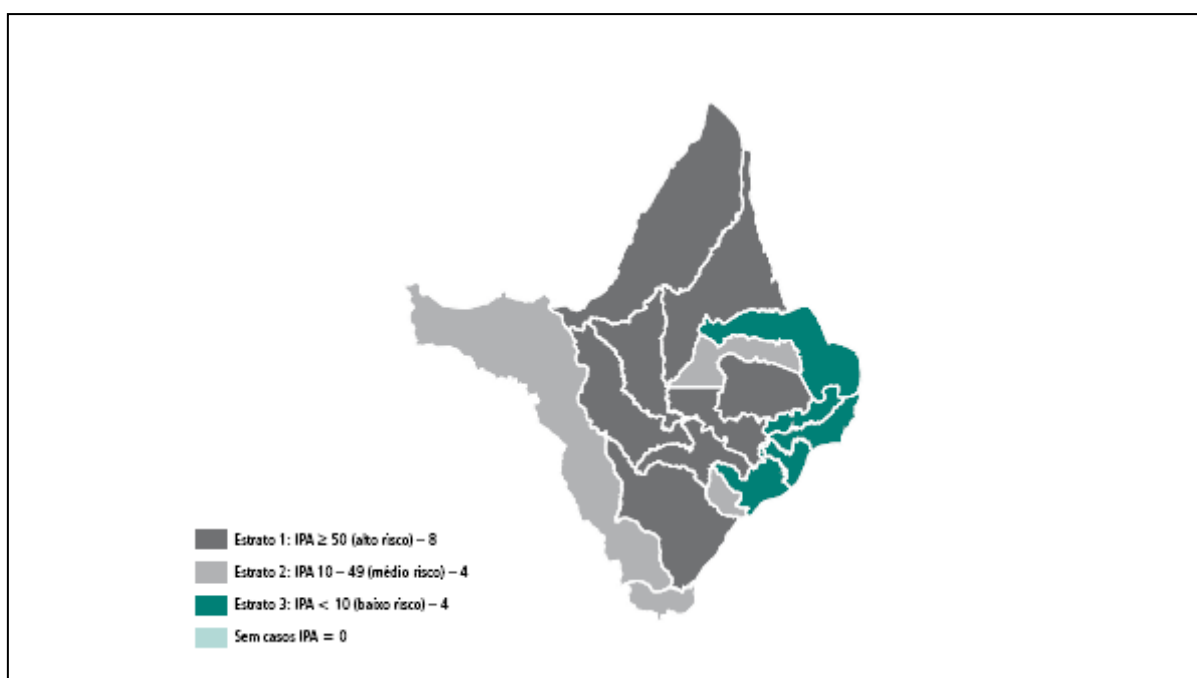 Estrato 1: IPA ≥ 50 (alto risco) – 8
Estrato 2: IPA 10 – 49 (médio risco) – 4
Estrato 3: IPA < 10 (baixo risco) – 4
Sem casos IPA = 0